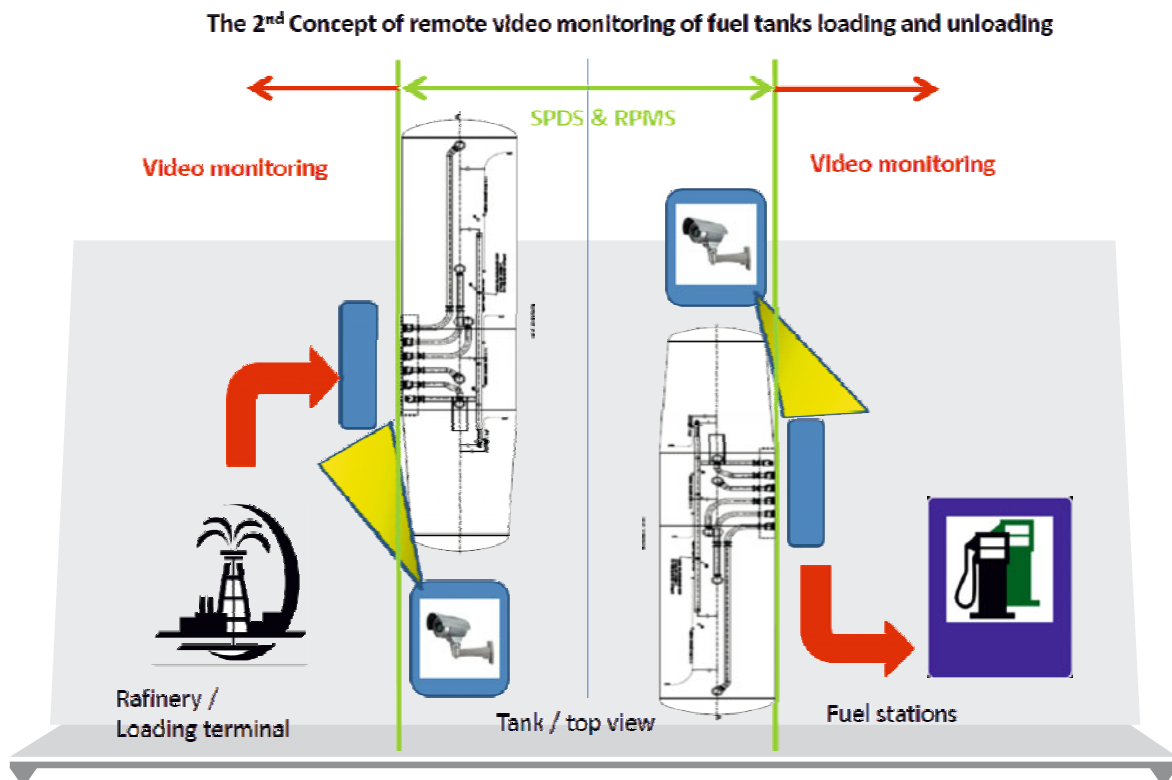 The 2nd Concept of remote video monitoring of fuel tanks loading and unloading
SPDS & RPMS
Video monitoring
Video monitoring
Rafinery /
Loading terminal
Tank / top view
Fuel stations